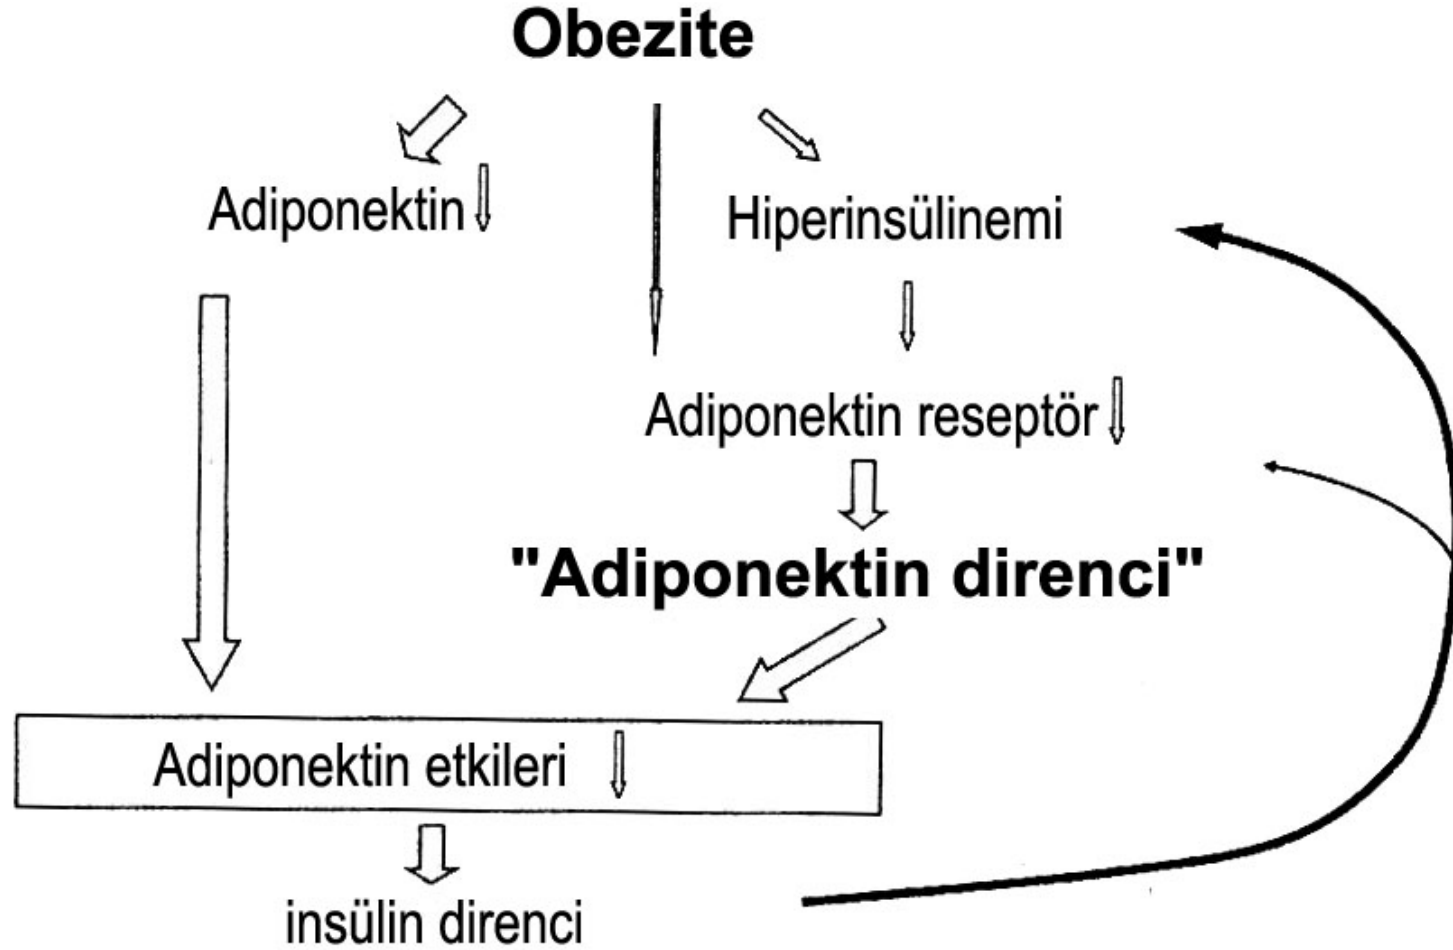 Obezite
Adiponektin
Hiperinsülinemi
Adiponektin reseptör
"Adiponektin direnci"
Adiponektin etkileri
insülin direnci